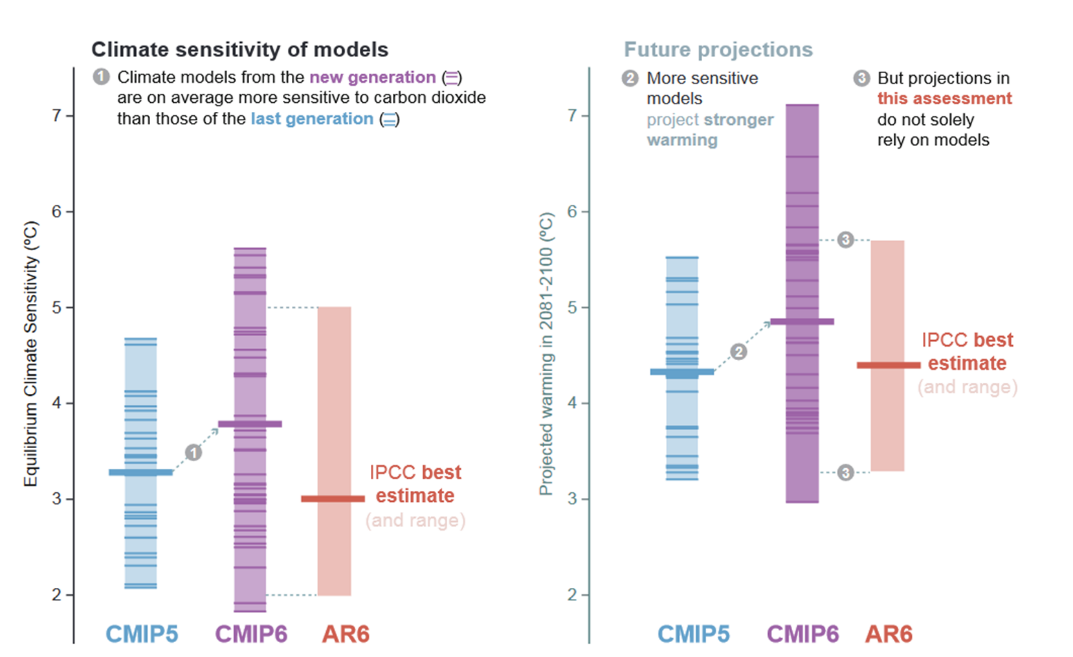 Climate sensitivity of models
1 Climate models from the new generation (=)
are on average more sensitive to carbon dioxide
than those of the last generation (=)
Equilibrium Climate Sensitivity (ºC)
7
6
5
4
3
2
1
IPCC best
estimate
(and range)
CMIP5 CMIP6 AR6
Future projections
2 More sensitive
models
project stronger
warming
3 But projections in
this assessment
do not solely
rely on models
Projected warming in 2081-2100 (ºC)
7
6
5
4
3
2
2
3
3
IPCC best
estimate
(and range)
CMIP5 CMIP6 AR6